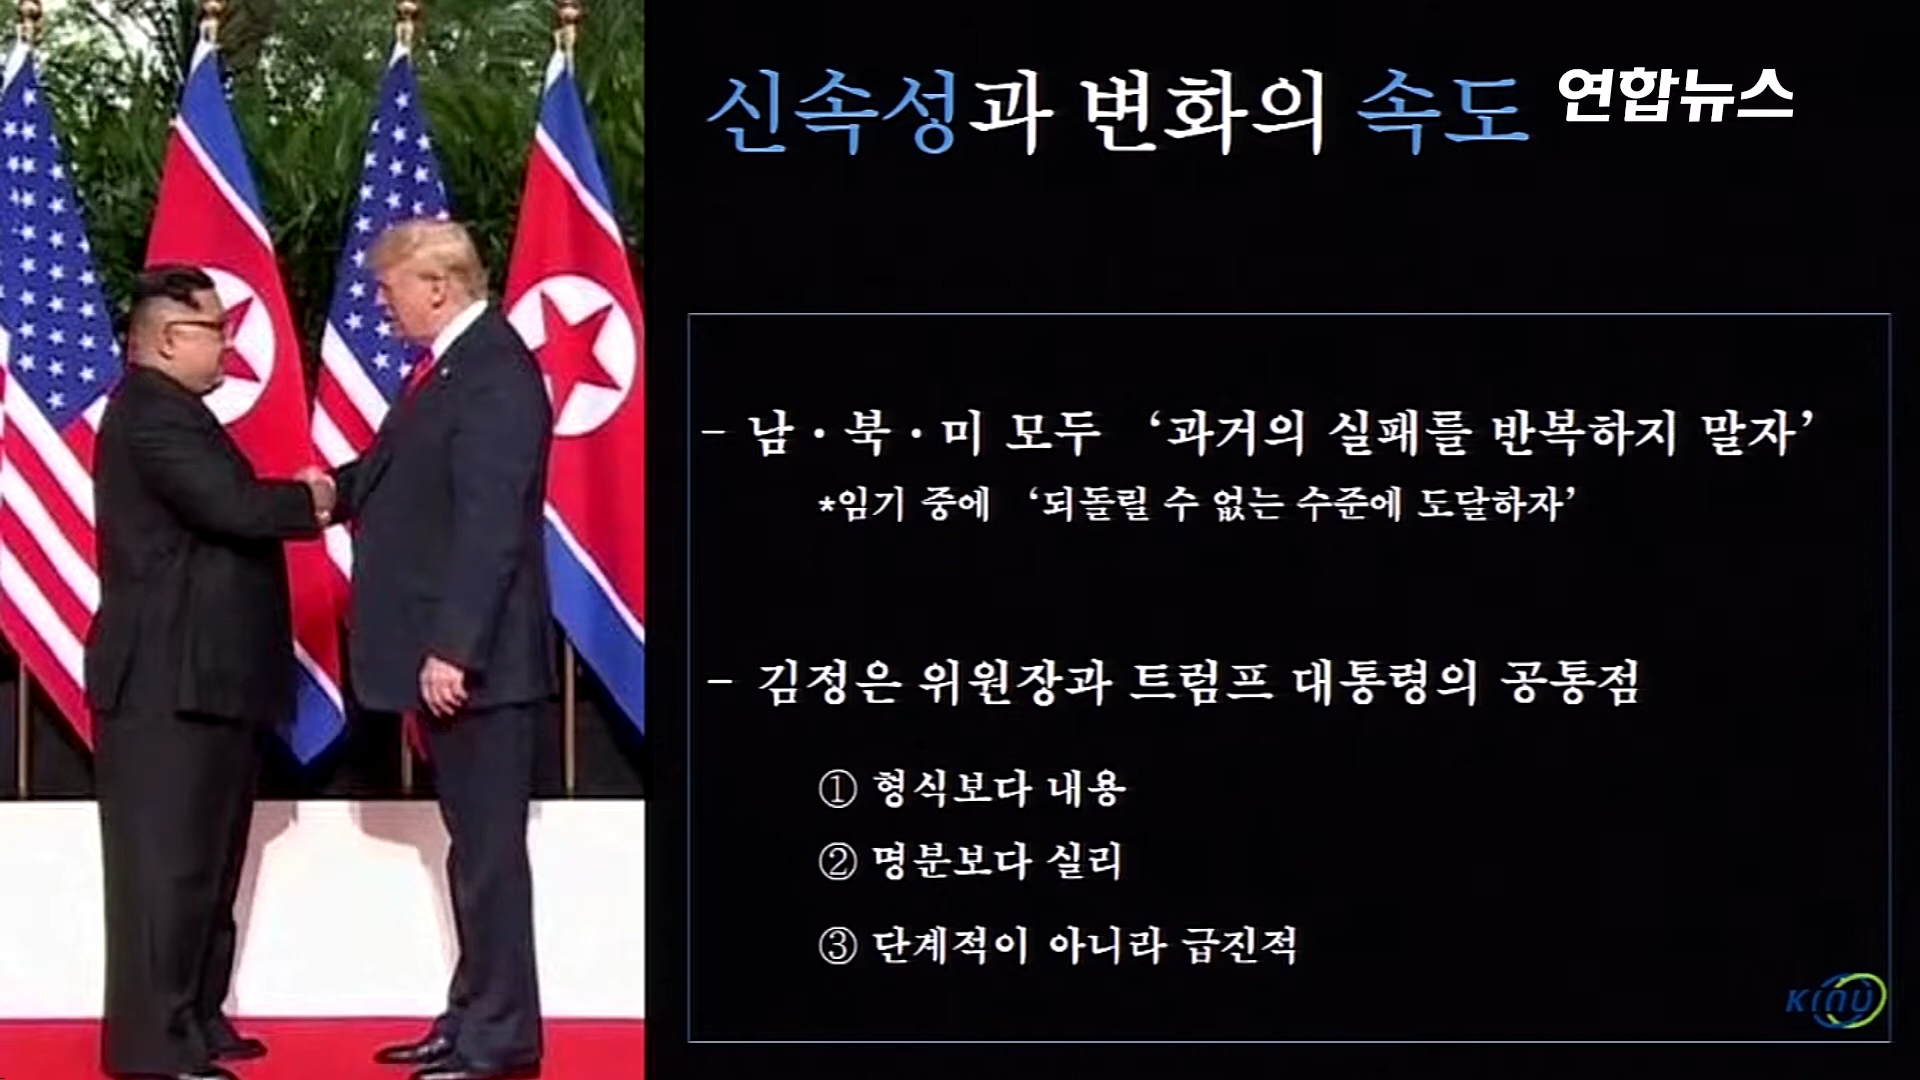 신속성과 변화의 속도
연합뉴스
- 남·북·미 모두 ‘과거의 실패를 반복하지 말자’
*임기 중에 ‘되돌릴 수 없는 수준에 도달하자’
- 김정은 위원장과 트럼프 대통령의 공통점
① 형식보다 내용
② 명분보다 실리
③ 단계적이 아니라 급진적
KINU